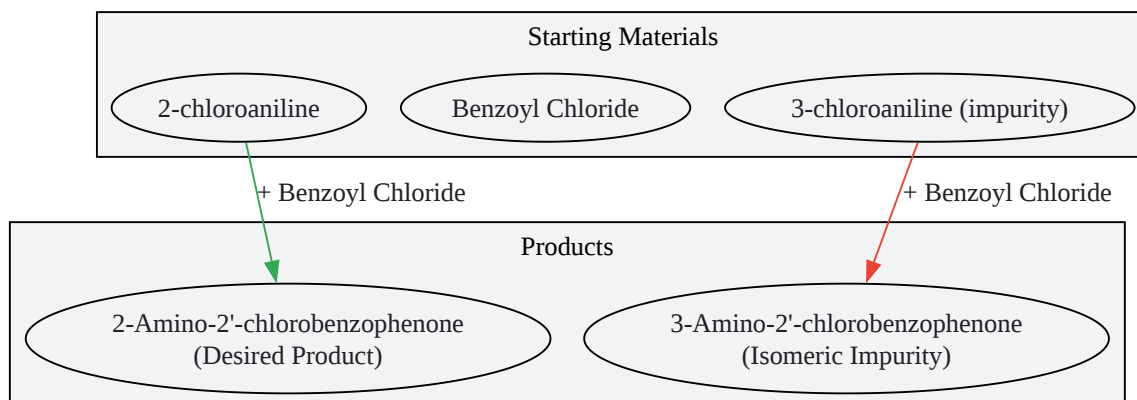 Starting Materials
2-chloroaniline
Benzoyl Chloride
3-chloroaniline (impurity)
+ Benzoyl Chloride
+ Benzoyl Chloride
Products
2-Amino-2'-chlorobenzophenone
(Desired Product)
3-Amino-2'-chlorobenzophenone
(Isomeric Impurity)